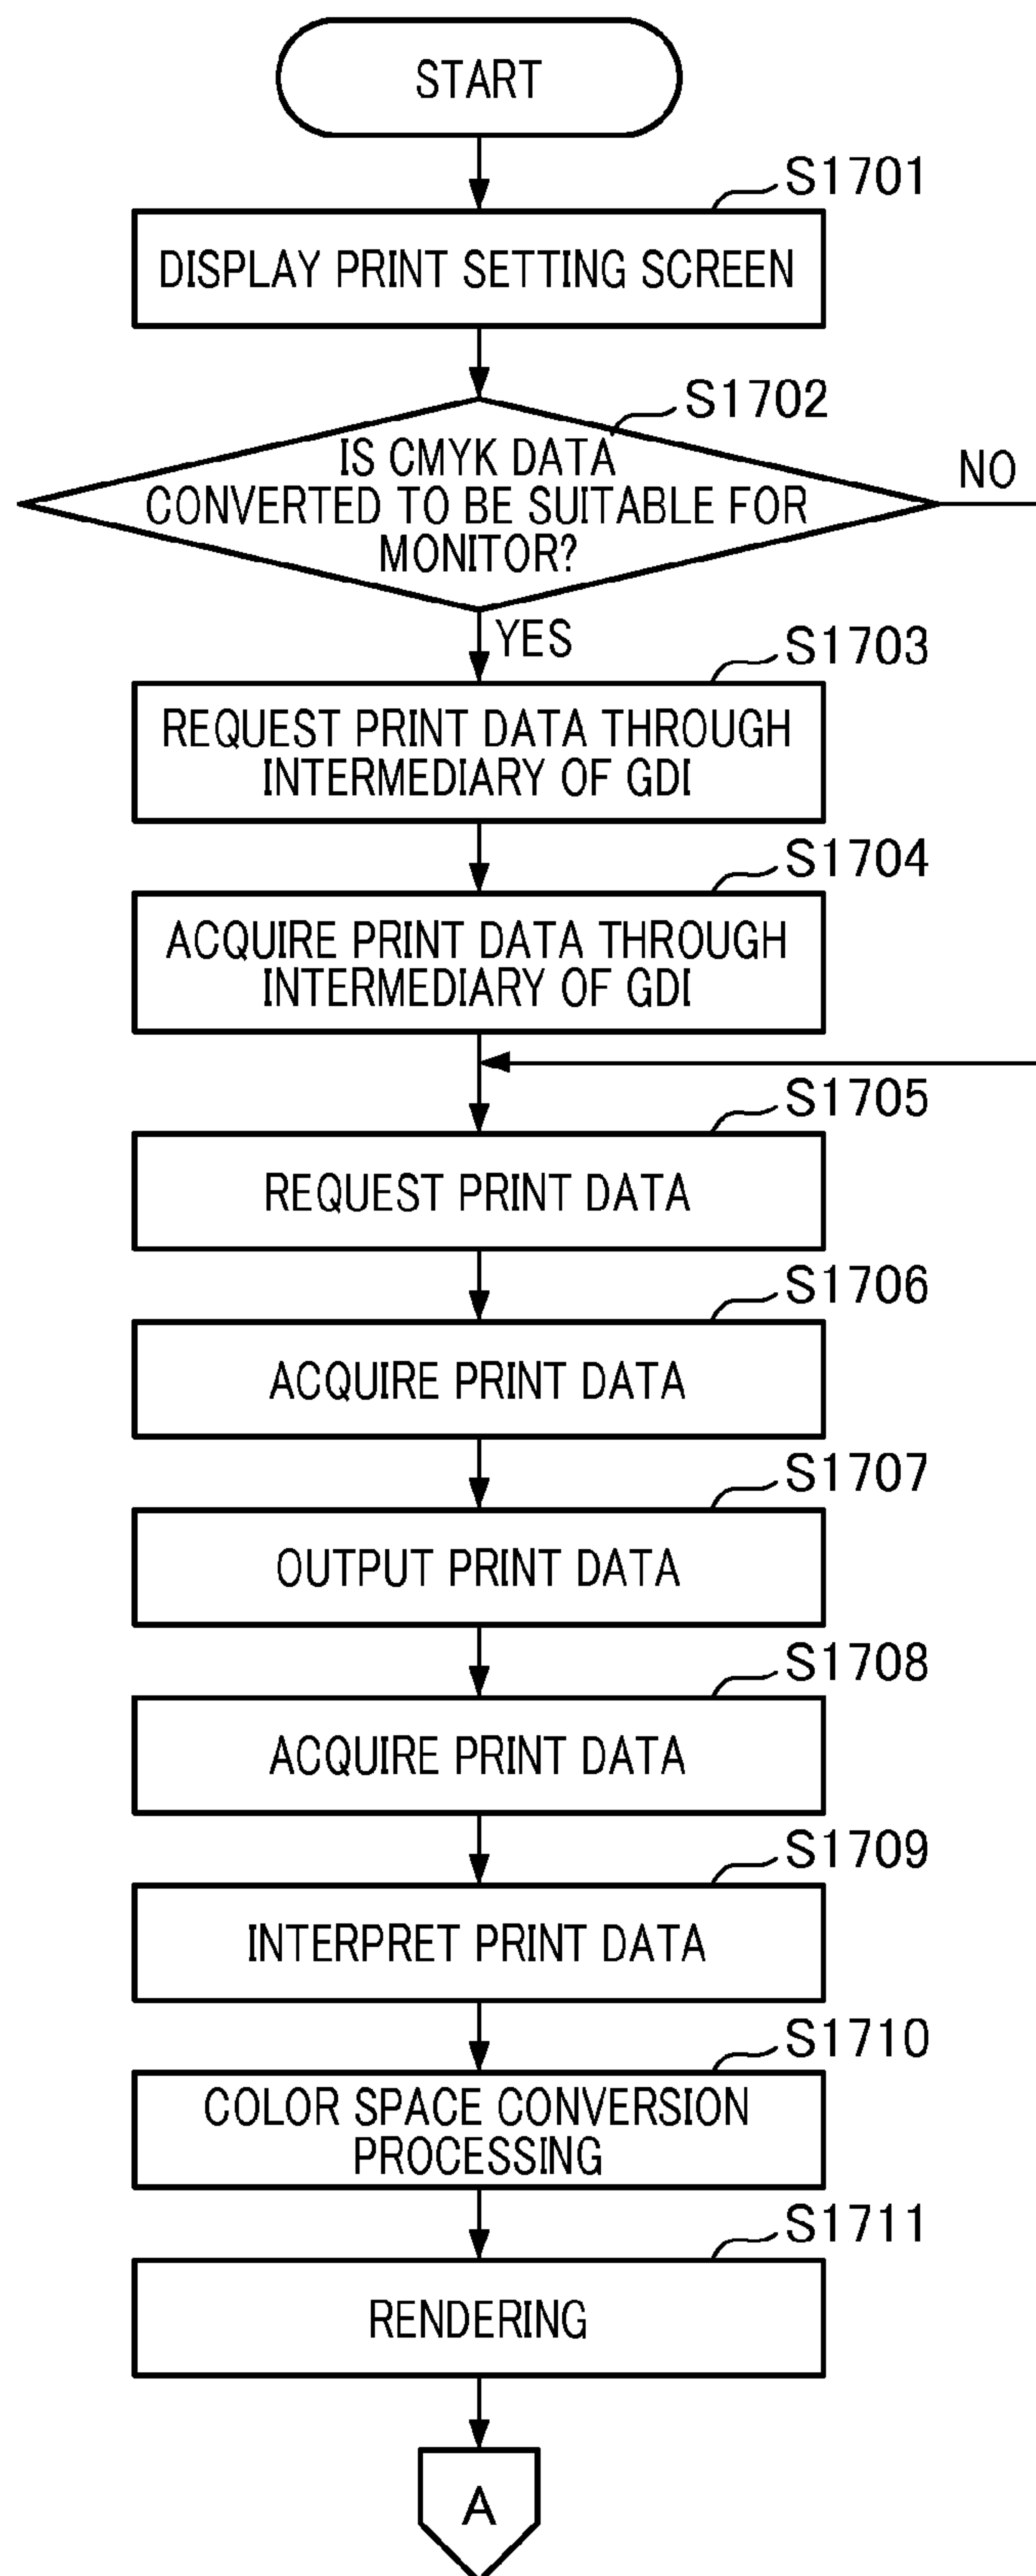 START
S1701
DISPLAY PRINT SETTING SCREEN
S1702
IS CMYK DATA
CONVERTED TO BE SUITABLE FOR
MONITOR?
NO
YES
S1703
REQUEST PRINT DATA THROUGH
INTERMEDIARY OF GDI
S1704
ACQUIRE PRINT DATA THROUGH
INTERMEDIARY OF GDI
S1705
REQUEST PRINT DATA
S1706
ACQUIRE PRINT DATA
S1707
OUTPUT PRINT DATA
S1708
ACQUIRE PRINT DATA
S1709
INTERPRET PRINT DATA
S1710
COLOR SPACE CONVERSION
PROCESSING
S1711
RENDERING
A